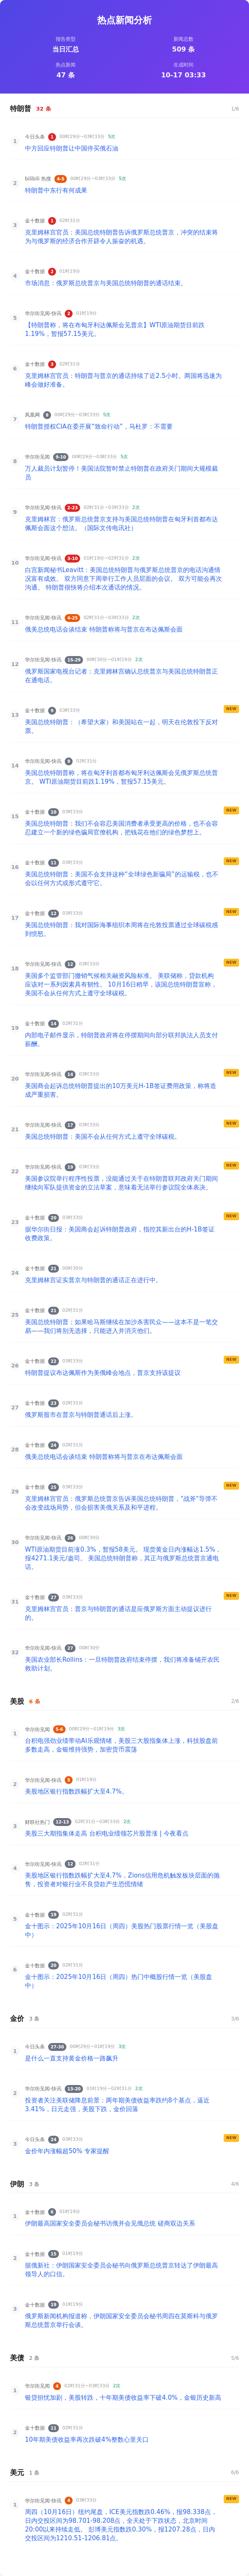 热点新闻分析
报告类型
新闻总数
当日汇总
509 条
热点新闻
生成时间
47 条
10-17 03:33
特朗普 32 条 1/6
1 今日头条 1 00时29分~03时33分 5次
中方回应特朗普让中国停买俄石油
2 bilibili 热搜 4-5 00时29分~03时33分 5次
特朗普中东行有何成果
3 金十数据 1 02时31分
克里姆林宫官员：美国总统特朗普告诉俄罗斯总统普京，冲突的结束将
为与俄罗斯的经济合作开辟令人振奋的机遇。
4 金十数据 2 01时19分
市场消息：俄罗斯总统普京与美国总统特朗普的通话结束。
5 华尔街见闻·快讯 2 01时19分
【特朗普称，将在布匈牙利达佩斯会见普京】WTI原油期货目前跌
1.19%，暂报57.15美元。
6 金十数据 3 02时31分
克里姆林宫官员：特朗普与普京的通话持续了近2.5小时。两国将迅速为
峰会做好准备。
7 凤凰网 8 00时29分~03时33分 5次
特朗普授权CIA在委开展“致命行动”，马杜罗：不需要
8 华尔街见闻 9-10 00时29分~03时33分 5次
万人裁员计划暂停！美国法院暂时禁止特朗普在政府关门期间大规模裁
员
9 华尔街见闻·快讯 2-23 02时31分~03时33分 2次
克里姆林宫：俄罗斯总统普京支持与美国总统特朗普在匈牙利首都布达
佩斯会面这个想法。（国际文传电讯社）
10 华尔街见闻·快讯 3-10 01时19分~02时31分 2次
白宫新闻秘书Leavitt：美国总统特朗普与俄罗斯总统普京的电话沟通情
况富有成效。 双方同意下周举行工作人员层面的会议。 双方可能会再次
沟通。 特朗普很快将介绍本次通话的情况。
11 华尔街见闻·快讯 4-25 02时31分~03时33分 2次
俄美总统电话会谈结束 特朗普称将与普京在布达佩斯会面
12 华尔街见闻·快讯 15-29 00时30分~01时19分 2次
俄罗斯国家电视台记者：克里姆林宫确认总统普京与美国总统特朗普正
在通电话。
13 金十数据 9 03时33分 NEW
美国总统特朗普：（希望大家）和美国站在一起，明天在伦敦投下反对
票。
14 华尔街见闻·快讯 9 02时31分
美国总统特朗普称，将在匈牙利首都布匈牙利达佩斯会见俄罗斯总统普
京。 WTI原油期货目前跌1.19%，暂报57.15美元。
15 金十数据 10 03时33分 NEW
美国总统特朗普：我们不会容忍美国消费者承受更高的价格，也不会容
忍建立一个新的绿色骗局官僚机构，把钱花在他们的绿色梦想上。
16 金十数据 11 03时33分 NEW
美国总统特朗普：美国不会支持这种“全球绿色新骗局”的运输税，也不会
会以任何方式或形式遵守它。
17 金十数据 12 03时33分 NEW
美国总统特朗普：我对国际海事组织本周将在伦敦投票通过全球碳税感
到愤怒。
18 华尔街见闻·快讯 12 03时33分 NEW
美国多个监管部门撤销气候相关融资风险标准。 美联储称，贷款机构
应该对一系列因素具有韧性。 10月16日稍早，该国总统特朗普宣称，
美国不会从任何方式上遵守全球碳税。
19 金十数据 14 02时31分
内部电子邮件显示，特朗普政府将在停摆期间向部分联邦执法人员支付
薪酬。
20 华尔街见闻·快讯 14 03时33分 NEW
美国商会起诉总统特朗普提出的10万美元H-1B签证费用政策，称将造
成严重损害。
21 华尔街见闻·快讯 17 03时33分 NEW
美国总统特朗普：美国不会从任何方式上遵守全球碳税。
22 华尔街见闻·快讯 19 03时33分 NEW
美国参议院举行程序性投票，没能通过关于在特朗普联邦政府关门期间
继续向军队提供资金的立法草案，意味着无法举行参议院全体表决。
23 金十数据 20 03时33分 NEW
据华尔街日报：美国商会起诉特朗普政府，指控其新出台的H-1B签证
收费政策。
24 金十数据 21 00时30分
克里姆林宫证实普京与特朗普的通话正在进行中。
25 金十数据 21 02时31分
美国总统特朗普：如果哈马斯继续在加沙杀害民众——这本不是一笔交
易——我们将别无选择，只能进入并消灭他们。
26 金十数据 22 03时33分 NEW
特朗普提议布达佩斯作为美俄峰会地点，普京支持该提议
27 金十数据 23 02时31分
俄罗斯股市在普京与特朗普通话后上涨。
28 金十数据 24 02时31分
俄美总统电话会谈结束 特朗普称将与普京在布达佩斯会面
29 金十数据 25 03时33分 NEW
克里姆林宫官员：俄罗斯总统普京告诉美国总统特朗普，“战斧”导弹不
会改变战场局势，但会损害美俄关系及和平进程。
30 华尔街见闻·快讯 26 00时30分
WTI原油期货目前涨0.3%，暂报58美元。 现货黄金日内涨幅达1.5%，
报4271.1美元/盎司。 美国总统特朗普称，其正与俄罗斯总统普京通电
话。
31 金十数据 27 03时33分 NEW
克里姆林宫官员：普京与特朗普的通话是应俄罗斯方面主动提议进行
的。
32 华尔街见闻·快讯 27 00时30分
美国农业部长Rollins：一旦特朗普政府结束停摆，我们将准备铺开农民
救助计划。
美股 6 条 2/6
1 华尔街见闻 5-6 00时29分~01时19分 3次
台积电强劲业绩带动AI乐观情绪，美股三大股指集体上涨，科技股盘前
多数走高，金银维持强势，加密货币震荡
2 华尔街见闻·快讯 5 01时19分
美股地区银行指数跌幅扩大至4.7%。
3 财联社热门 12-13 02时31分~03时33分 2次
美股三大期指集体走高 台积电业绩领芯片股普涨 | 今夜看点
4 华尔街见闻·快讯 12 02时31分
美股地区银行指数跌幅扩大至4.7%，Zions信用危机触发板块层面的抛
售，投资者对银行业不良贷款产生恐慌情绪
5 金十数据 19 02时31分
金十图示：2025年10月16日（周四）美股热门股票行情一览（美股盘
中）
6 金十数据 20 02时31分
金十图示：2025年10月16日（周四）热门中概股行情一览（美股盘
中）
金价 3 条 3/6
1 今日头条 27-30 00时29分~01时19分 3次
是什么一直支持黄金价格一路飙升
2 华尔街见闻·快讯 13-20 01时19分~02时31分 2次
投资者关注美联储降息前景：两年期美债收益率跌约8个基点，逼近
3.41%，日元走强，美股下跌，金价回落
3 今日头条 24 03时33分 NEW
金价年内涨幅超50% 专家提醒
伊朗 3 条 4/6
1 金十数据 6 01时19分
伊朗最高国家安全委员会秘书访俄并会见俄总统 磋商双边关系
2 金十数据 15 01时19分
据俄新社：伊朗国家安全委员会秘书向俄罗斯总统普京转达了伊朗最高
领导人的口信。
3 金十数据 19 01时19分
俄罗斯新闻机构报道称，伊朗国家安全委员会秘书周四在莫斯科与俄罗
斯总统普京举行会谈。
美债 2 条 5/6
1 华尔街见闻 4 02时31分~03时33分 2次
银贷担忧加剧，美股转跌，十年期美债收益率下破4.0%，金银历史新高
2 金十数据 11 02时31分
10年期美债收益率再次跌破4%整数心里关口
美元 1 条 6/6
1 华尔街见闻·快讯 4 03时33分 NEW
周四（10月16日）纽约尾盘，ICE美元指数跌0.46%，报98.338点，
日内交投区间为98.701-98.208点，全天处于下跌状态，北京时间
20:00以来持续走低。 彭博美元指数跌0.30%，报1207.28点，日内
交投区间为1210.51-1206.81点。